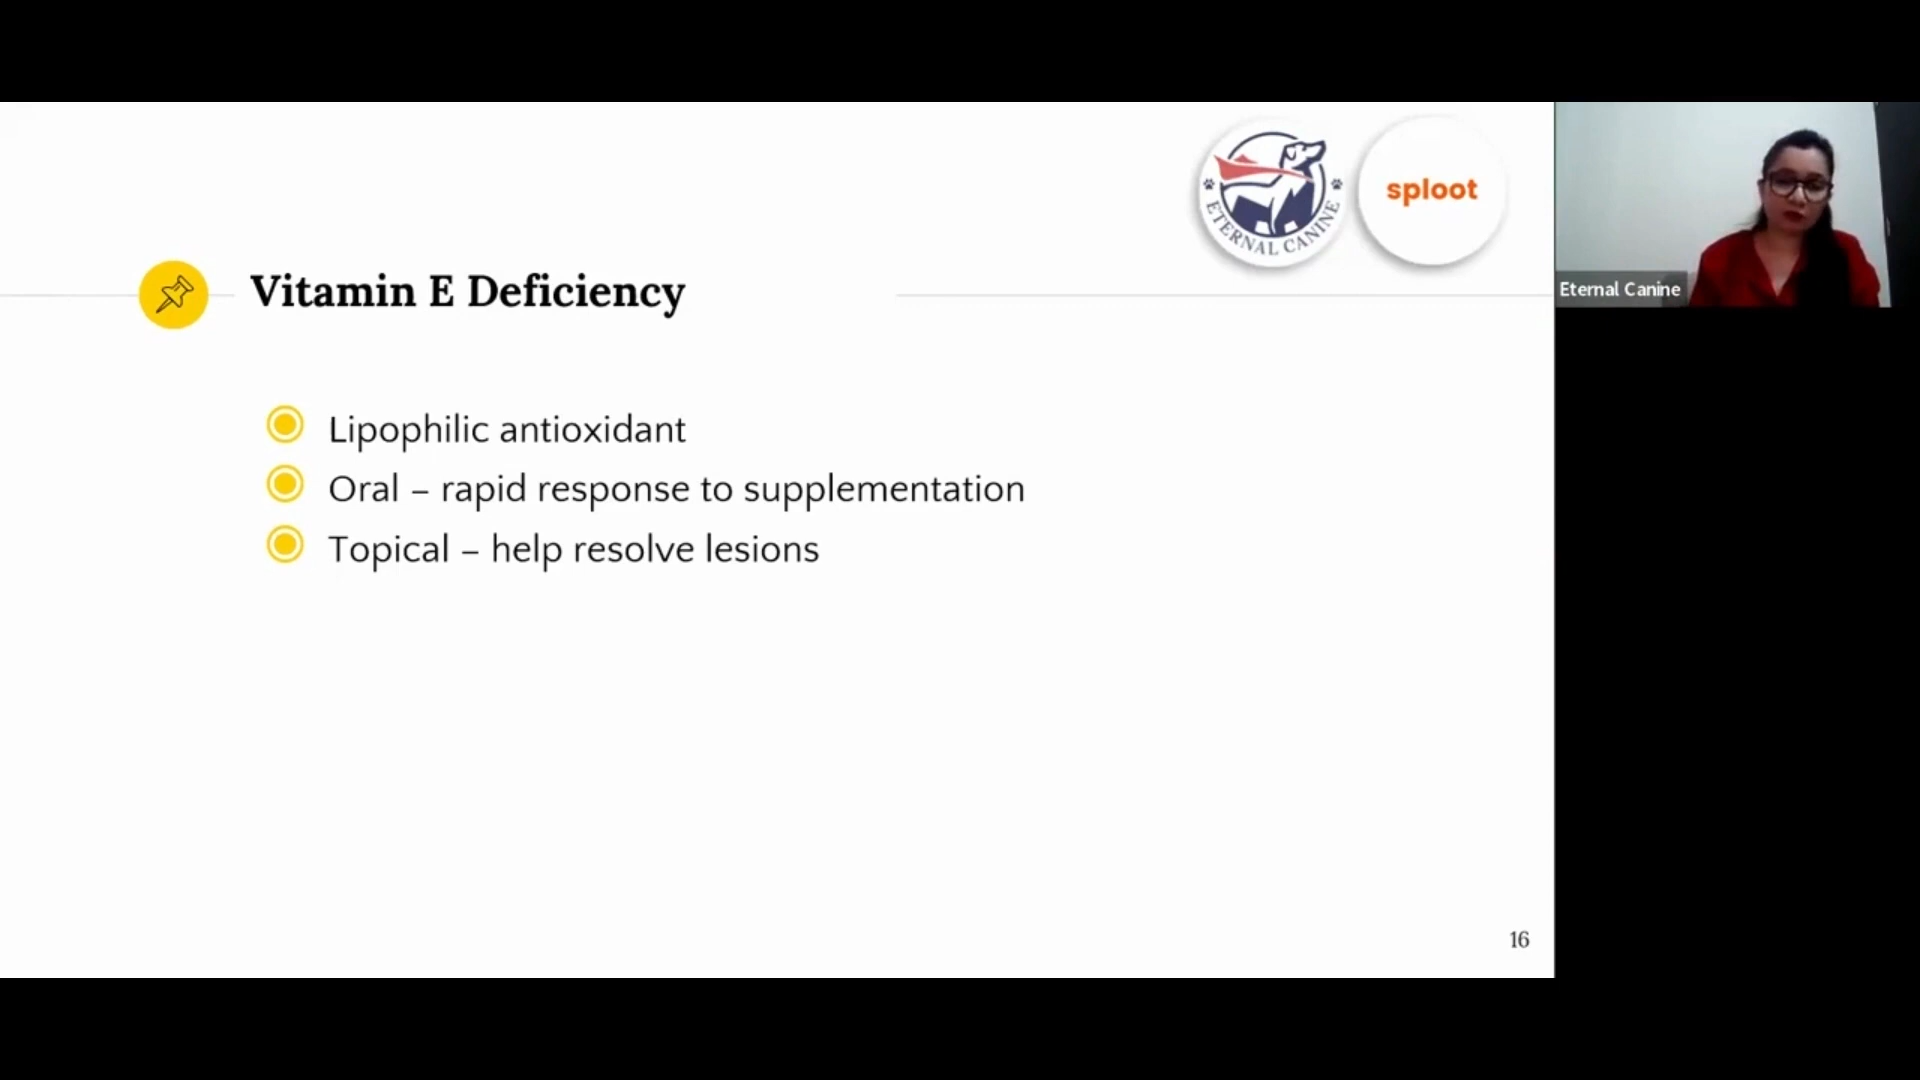 ETERNAL CANINE
sploot
Vitamin E Deficiency
Eternal Canine
Lipophilic antioxidant
Oral – rapid response to supplementation
Topical – help resolve lesions
16